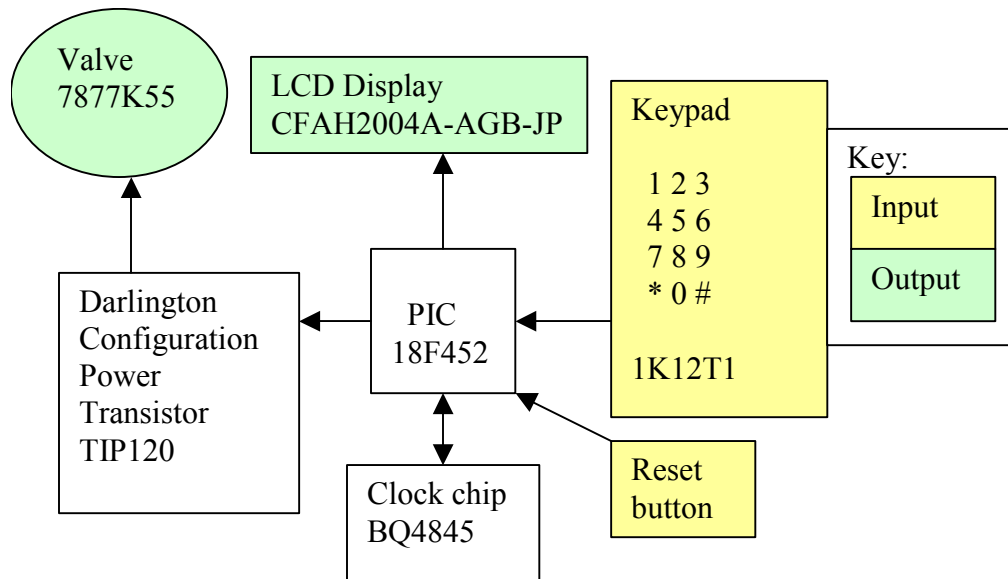 Valve
7877K55
LCD Display
CFAH2004A-AGB-JP
Keypad
1 2 3
4 5 6
7 8 9
* 0 #
1K12T1
Key:
Input
Output
Darlington
Configuration
Power
Transistor
TIP120
PIC
18F452
Clock chip
BQ4845
Reset
button